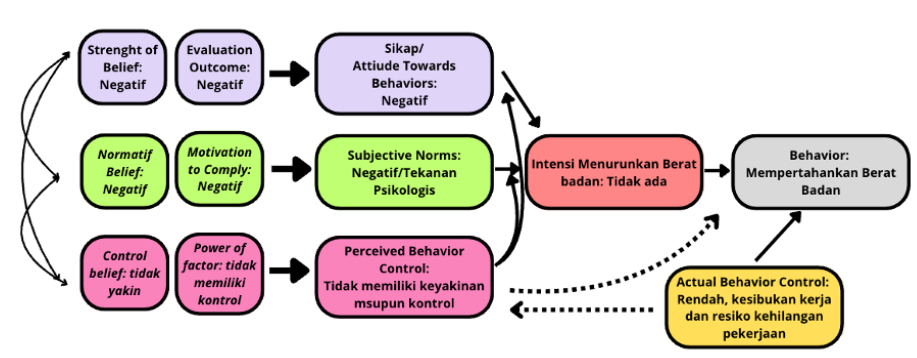 Strenght of
Belief:
Negatif
Evaluation
Outcome:
Negatif
Sikap/
Attiude Towards
Behaviors:
Negatif
Normatif
Belief:
Negatif
Motivation
to Comply:
Negatif
Subjective Norms:
Negatif/Tekanan
Psikologis
Intensi Menurunkan Berat
badan: Tidak ada
Behavior:
Mempertahankan Berat
Badan
Control
belief: tidak
yakin
Power of
factor: tidak
memiliki
kontrol
Perceived Behavior
Control:
Tidak memiliki keyakinan
msupun kontrol
Actual Behavior Control:
Rendah, kesibukan kerja
dan resiko kehilangan
pekerjaan